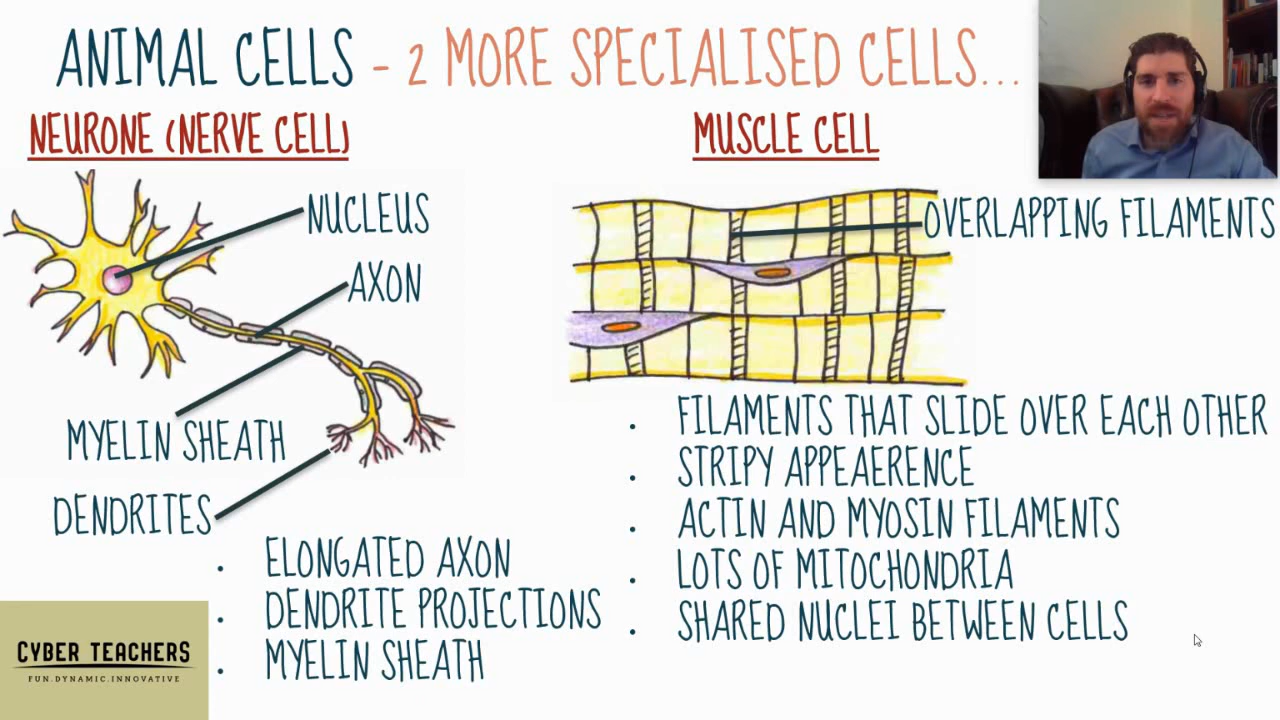 ANIMAL CELLS - 2 MORE SPECIALISED CELLS...
NEURONE (NERVE CELL)
NUCLEUS
AXON
MYELIN SHEATH
DENDRITES
. ELONGATED AXON
. DENDRITE PROJECTIONS
. MYELIN SHEATH
MUSCLE CELL
OVERLAPPING FILAMENTS
. FILAMENTS THAT SLIDE OVER EACH OTHER
. STRIPY APPEAERENCE
. ACTIN AND MYOSIN FILAMENTS
. LOTS OF MITOCHONDRIA
. SHARED NUCLEI BETWEEN CELLS
CYBER TEACHERS
FUN.DYNAMIC.INNOVATIVE